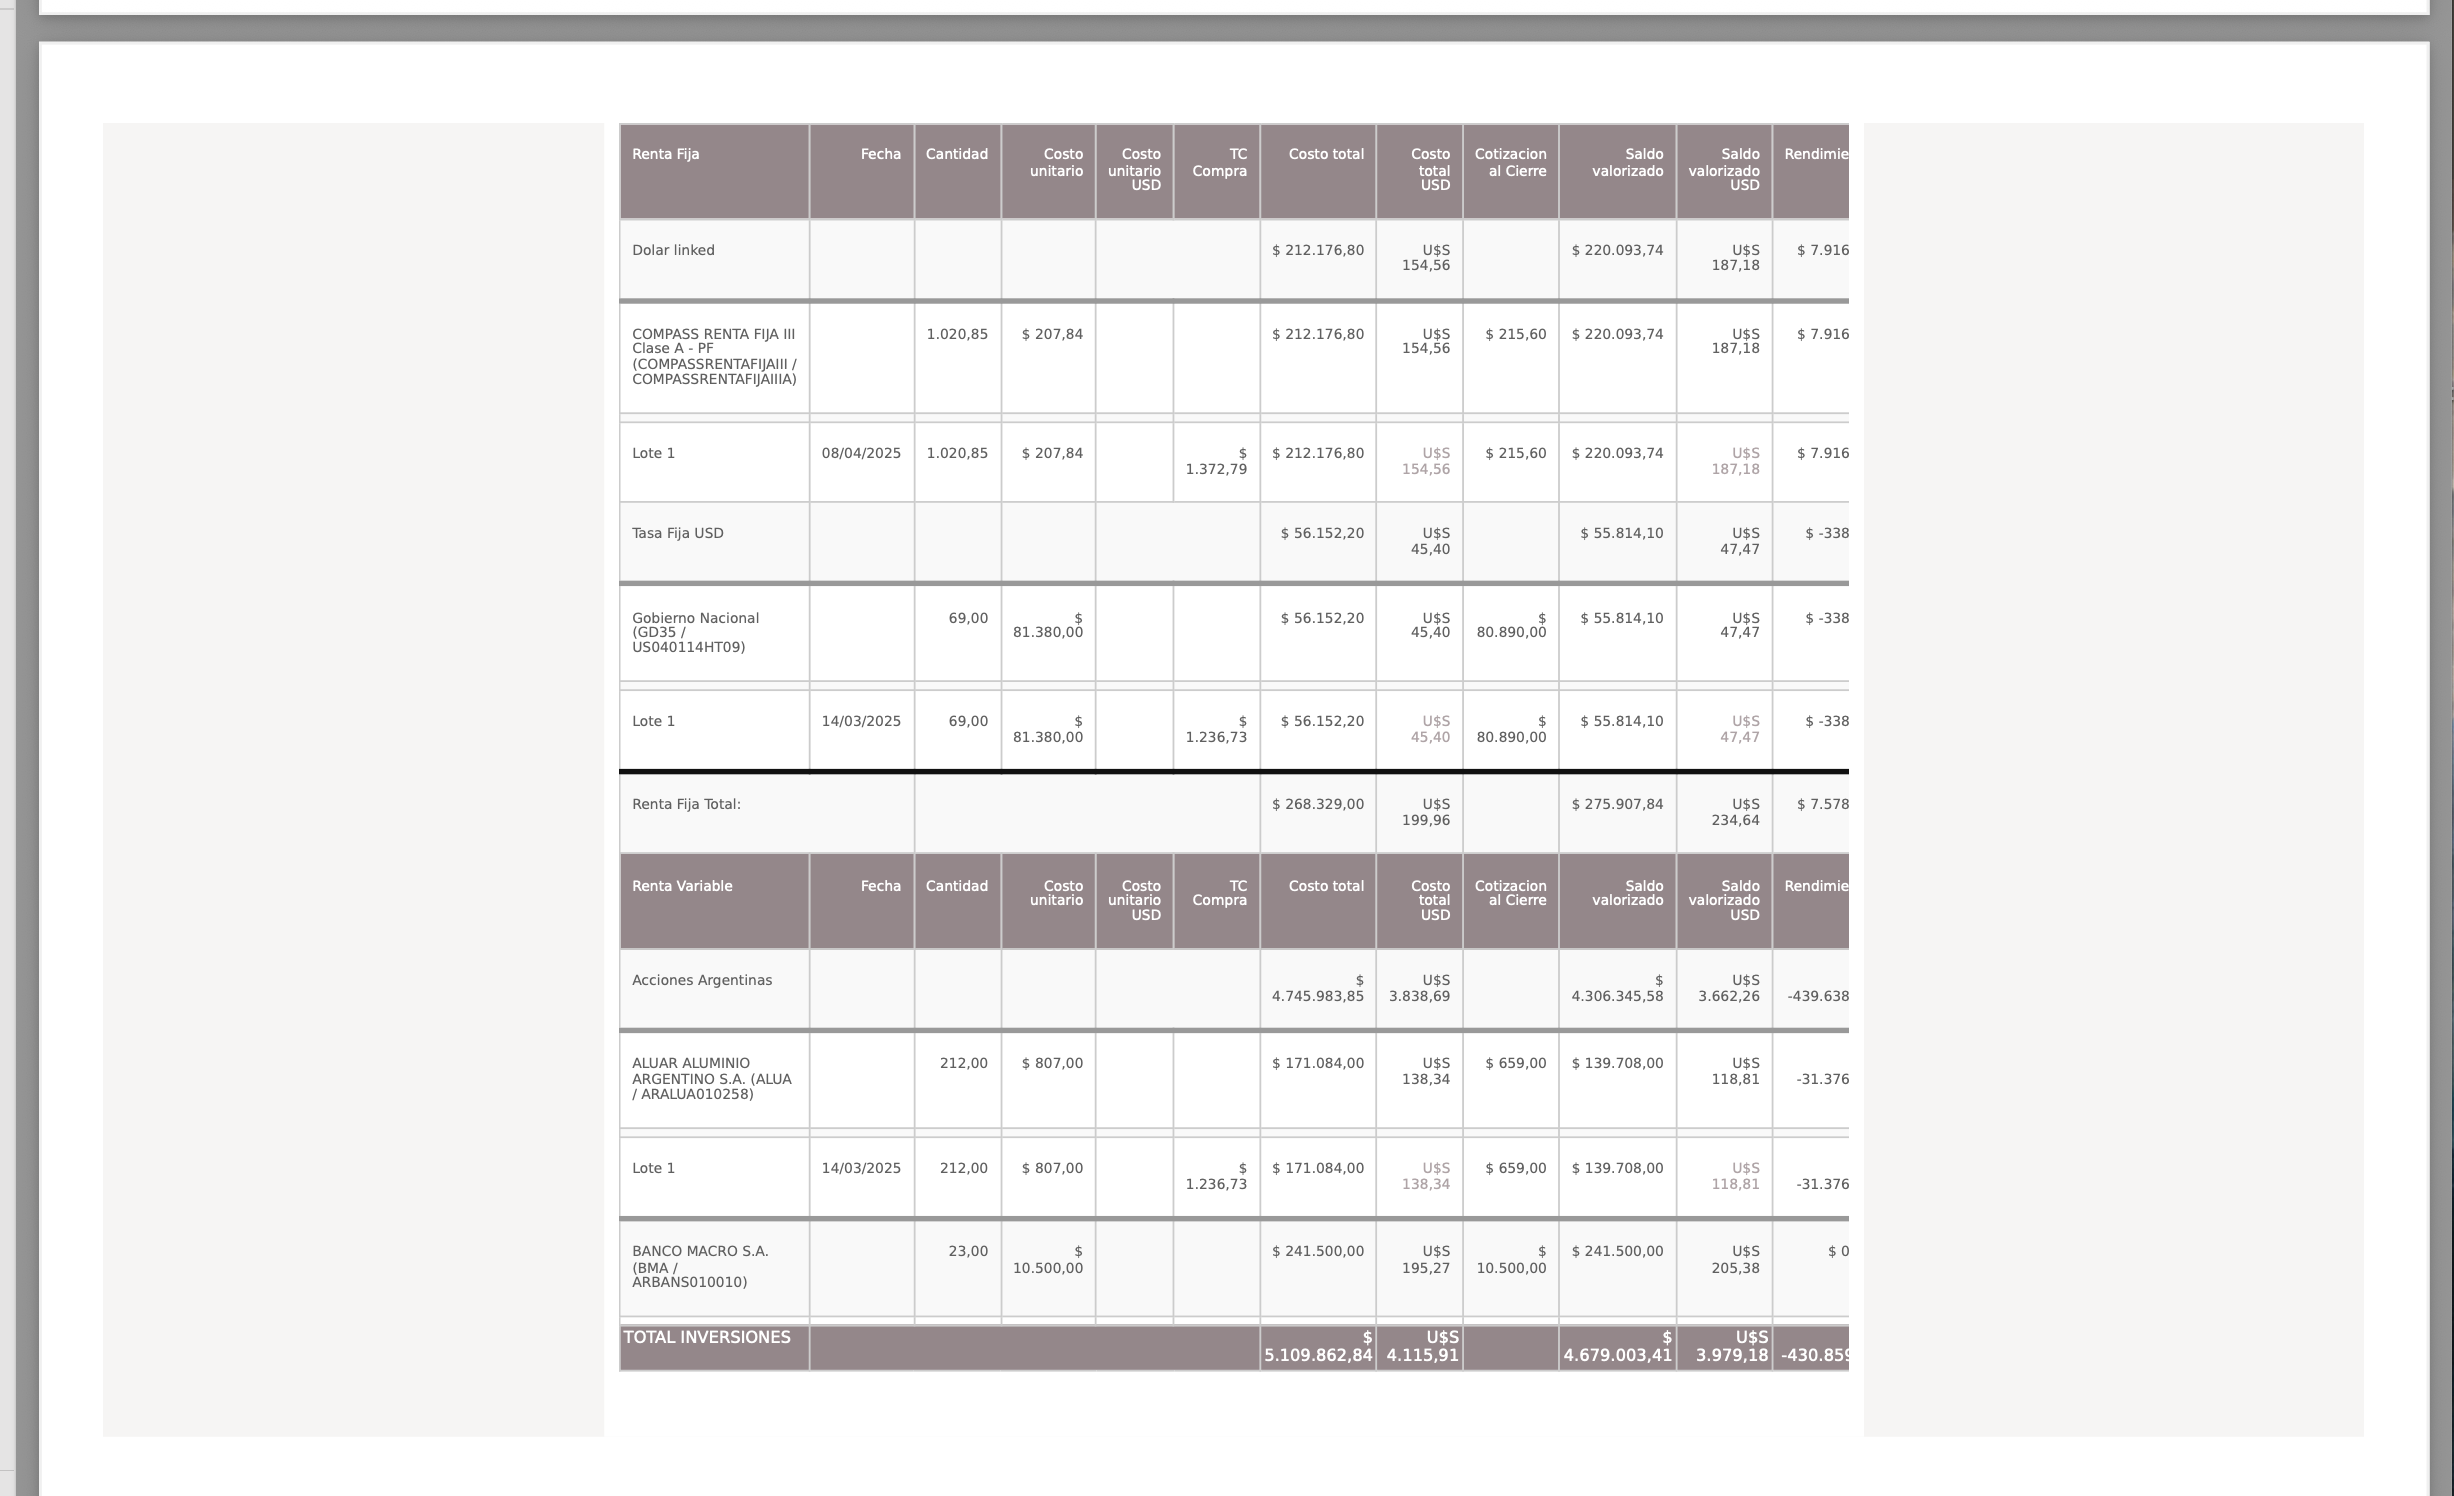 Renta Fija Fecha Cantidad Costo unitario Costo unitario USD TC Compra Costo total Costo total USD Cotizacion al Cierre Saldo valorizado Saldo valorizado USD Rendimie
Dolar linked $ 212.176,80 U$S 154,56 $ 220.093,74 U$S 187,18 $ 7.916
COMPASS RENTA FIJA III Clase A - PF (COMPASSRENTAFIJAIII / COMPASSRENTAFIJAIIIA) 1.020,85 $ 207,84 $ 212.176,80 U$S 154,56 $ 215,60 $ 220.093,74 U$S 187,18 $ 7.916
Lote 1 08/04/2025 1.020,85 $ 207,84 $ 1.372,79 $ 212.176,80 U$S 154,56 $ 215,60 $ 220.093,74 U$S 187,18 $ 7.916
Tasa Fija USD $ 56.152,20 U$S 45,40 $ 55.814,10 U$S 47,47 $ -338
Gobierno Nacional (GD35 / US040114HT09) 69,00 $ 81.380,00 $ 56.152,20 U$S 45,40 $ 80.890,00 $ 55.814,10 U$S 47,47 $ -338
Lote 1 14/03/2025 69,00 $ 81.380,00 $ 1.236,73 $ 56.152,20 U$S 45,40 $ 80.890,00 $ 55.814,10 U$S 47,47 $ -338
Renta Fija Total: $ 268.329,00 U$S 199,96 $ 275.907,84 U$S 234,64 $ 7.578
Renta Variable Fecha Cantidad Costo unitario Costo unitario USD TC Compra Costo total Costo total USD Cotizacion al Cierre Saldo valorizado Saldo valorizado USD Rendimie
Acciones Argentinas $ 4.745.983,85 U$S 3.838,69 $ 4.306.345,58 U$S 3.662,26 -439.638
ALUAR ALUMINIO ARGENTINO S.A. (ALUA / ARALUA010258) 212,00 $ 807,00 $ 171.084,00 U$S 138,34 $ 659,00 $ 139.708,00 U$S 118,81 -31.376
Lote 1 14/03/2025 212,00 $ 807,00 $ 1.236,73 $ 171.084,00 U$S 138,34 $ 659,00 $ 139.708,00 U$S 118,81 -31.376
BANCO MACRO S.A. (BMA / ARBANS010010) 23,00 $ 10.500,00 $ 241.500,00 U$S 195,27 $ 10.500,00 $ 241.500,00 U$S 205,38 $ 0
TOTAL INVERSIONES $ 5.109.862,84 U$S 4.115,91 $ 4.679.003,41 U$S 3.979,18 -430.859